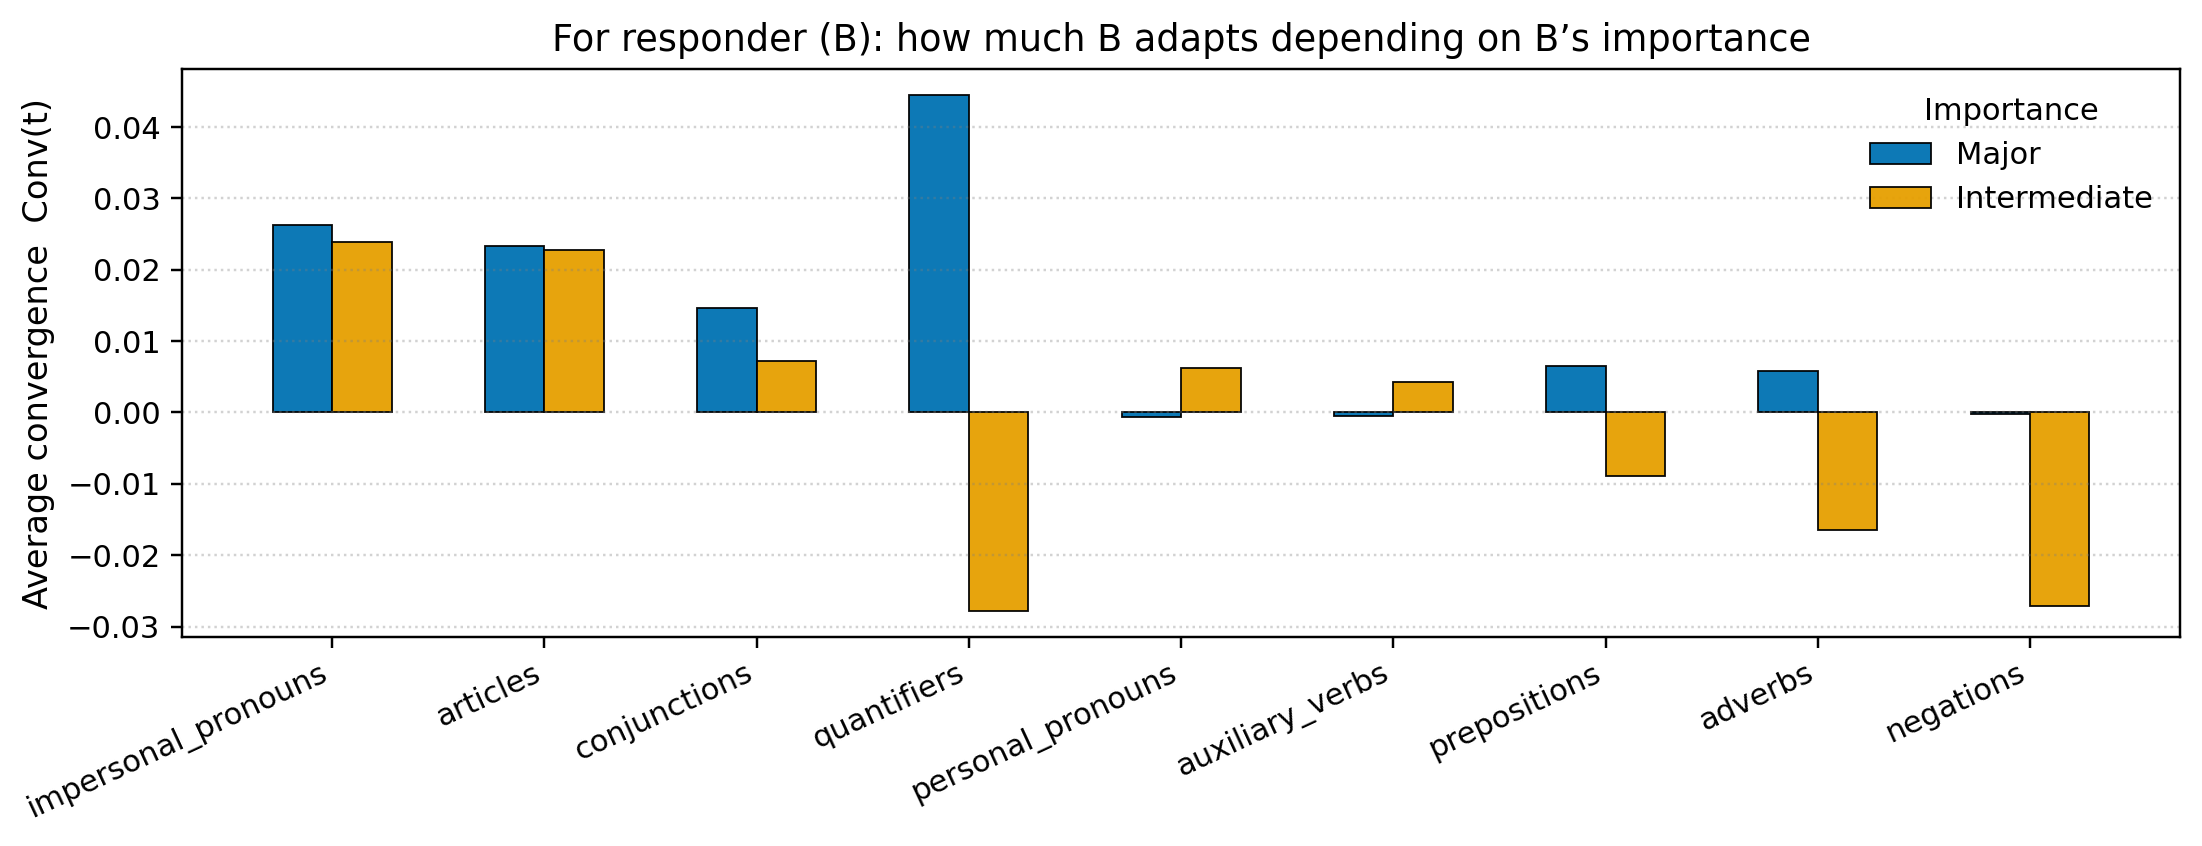 For responder (B): how much B adapts depending on B’s importance
Average convergence  Conv(t)
0.04
0.03
0.02
0.01
0.00
−0.01
−0.02
−0.03
Importance
Major
Intermediate
impersonal_pronouns
articles
conjunctions
quantifiers
personal_pronouns
auxiliary_verbs
prepositions
adverbs
negations